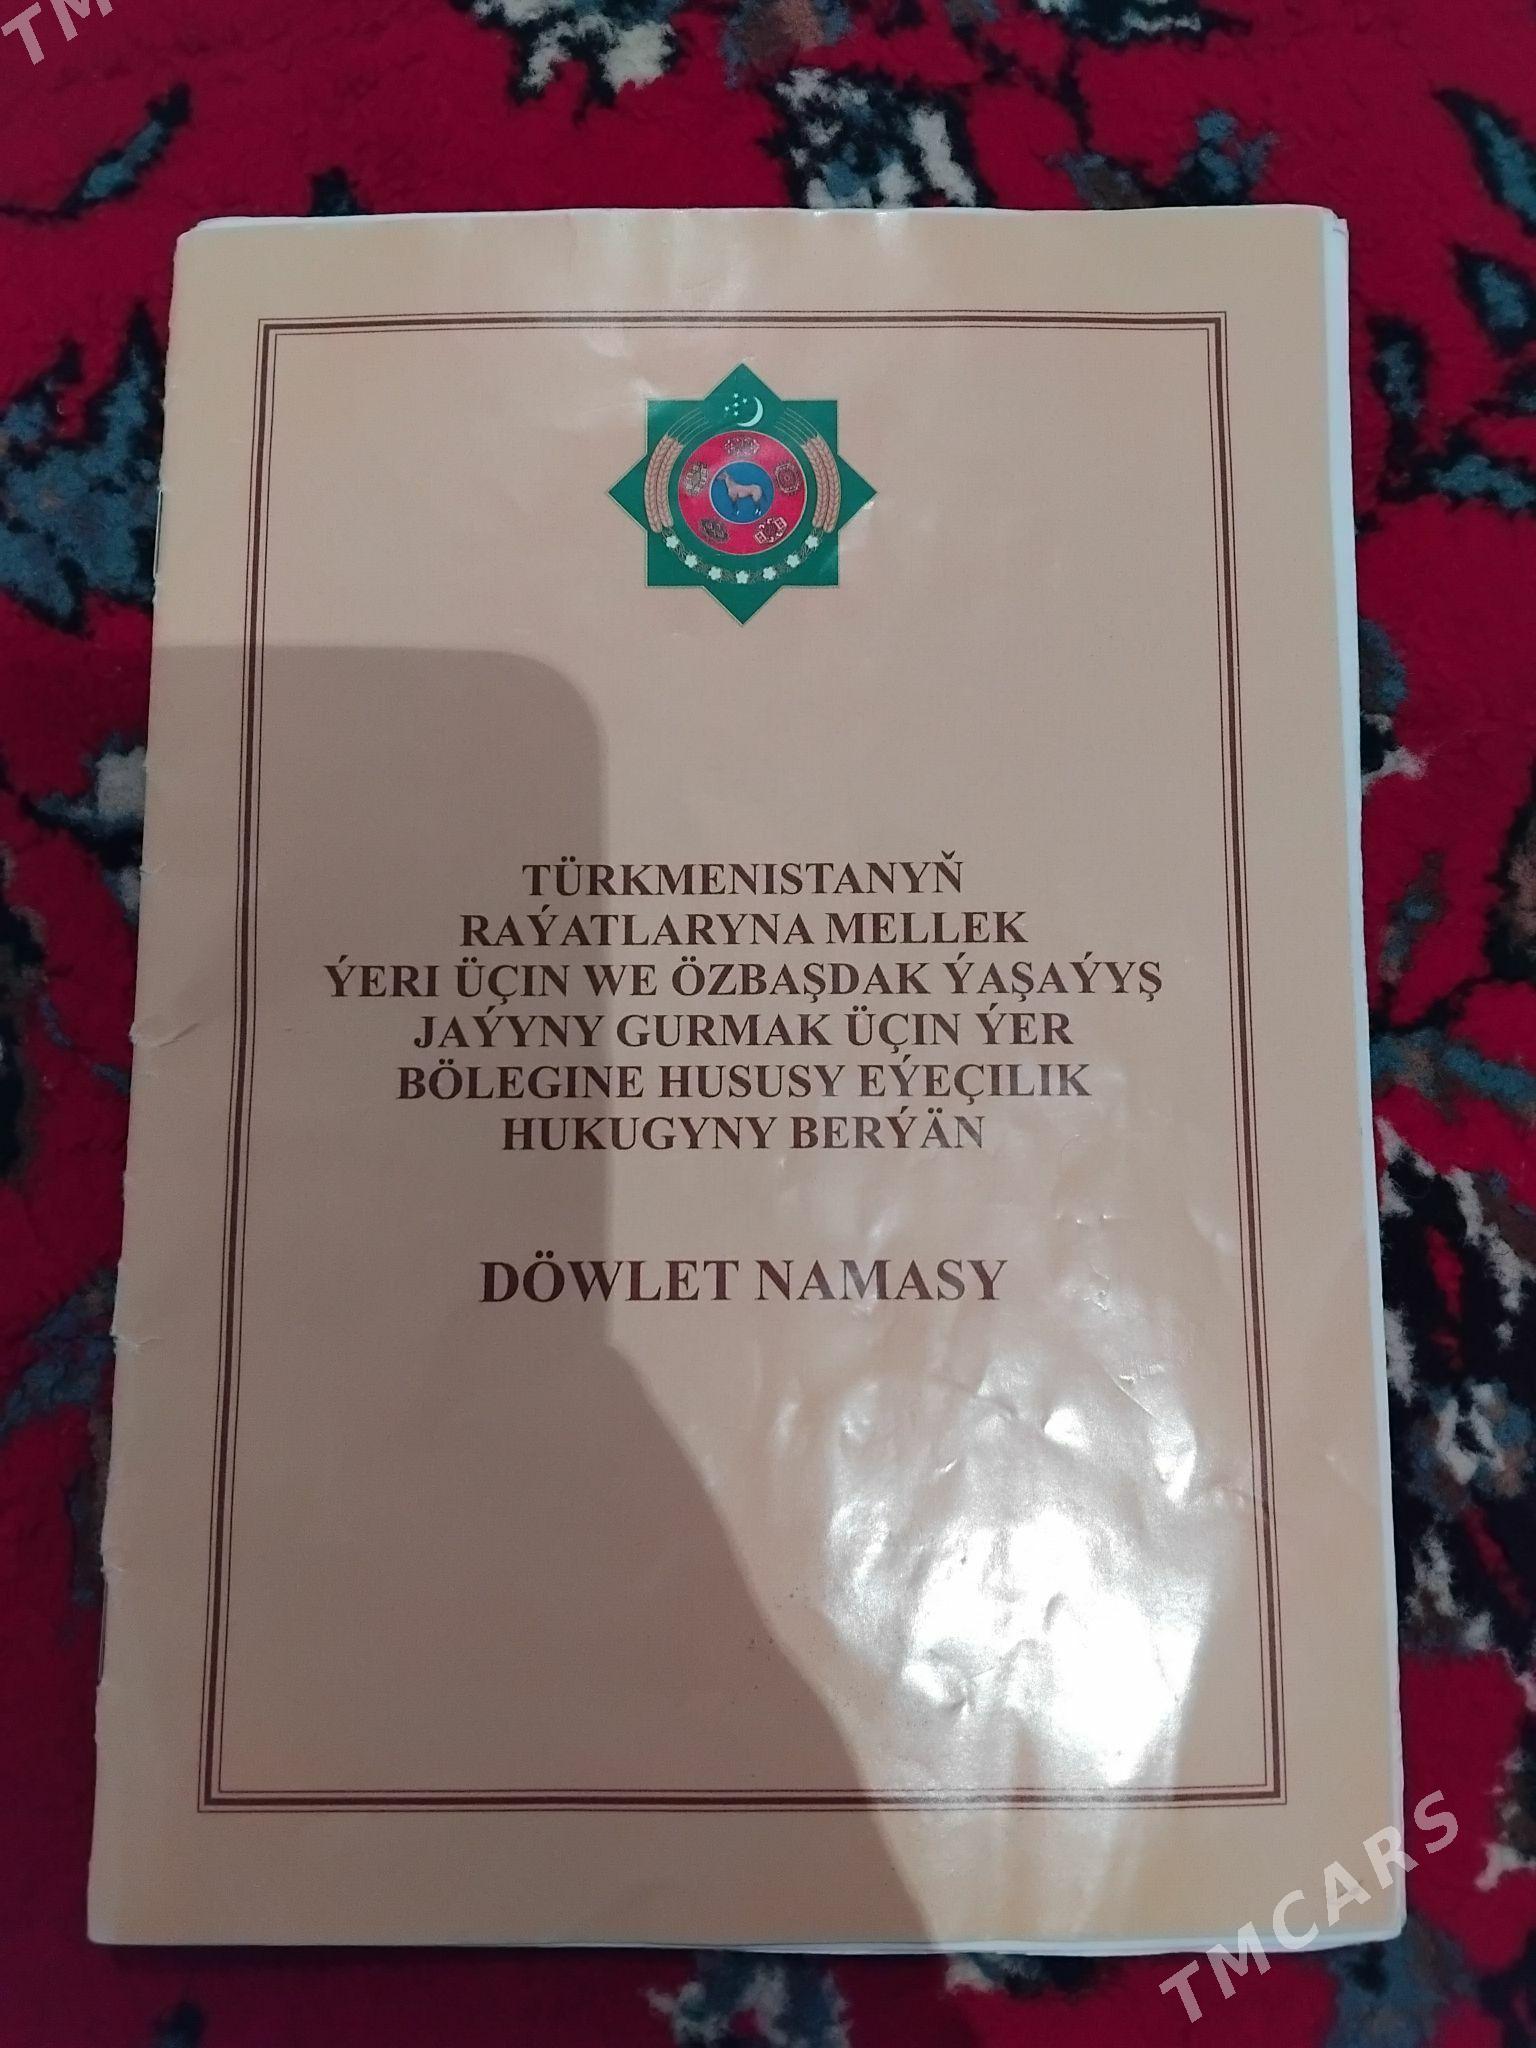 TM
TÜRKMENISTANYŇ
RAÝATLARYNA MELLEK
ÝERI ÜÇIN WE ÖZBAŞDAK ÝAŞAÝYŞ
JAÝYNY GURMAK ÜÇIN ÝER
BÖLEGINE HUSUSY EÝEÇILIK
HUKUGYNY BERÝÄN
DÖWLET NAMASY
TMCARS